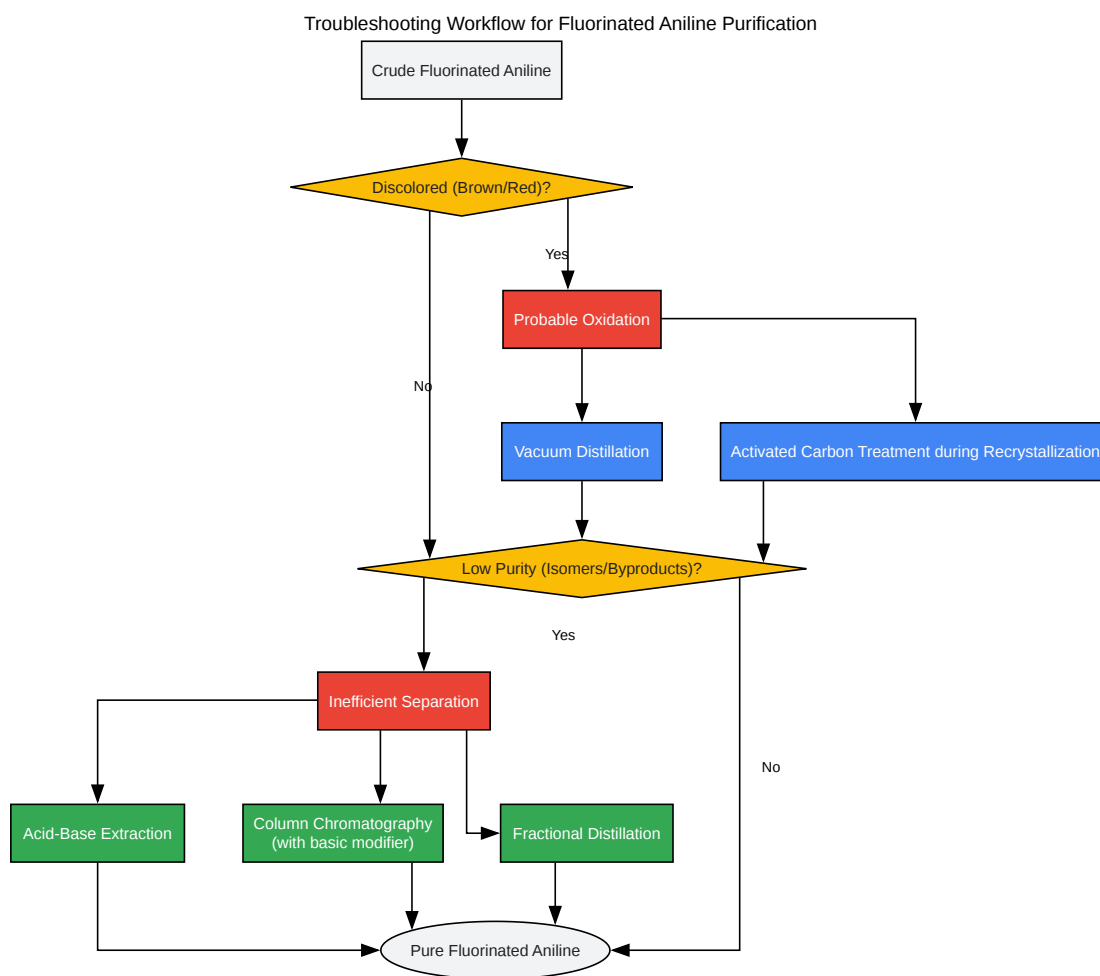 Troubleshooting Workflow for Fluorinated Aniline Purification
Crude Fluorinated Aniline
Discolored (Brown/Red)?
Yes
Probable Oxidation
No
Vacuum Distillation
Activated Carbon Treatment during Recrystallization
Low Purity (Isomers/Byproducts)?
Yes
Inefficient Separation
No
Acid-Base Extraction
Column Chromatography
(with basic modifier)
Fractional Distillation
Pure Fluorinated Aniline